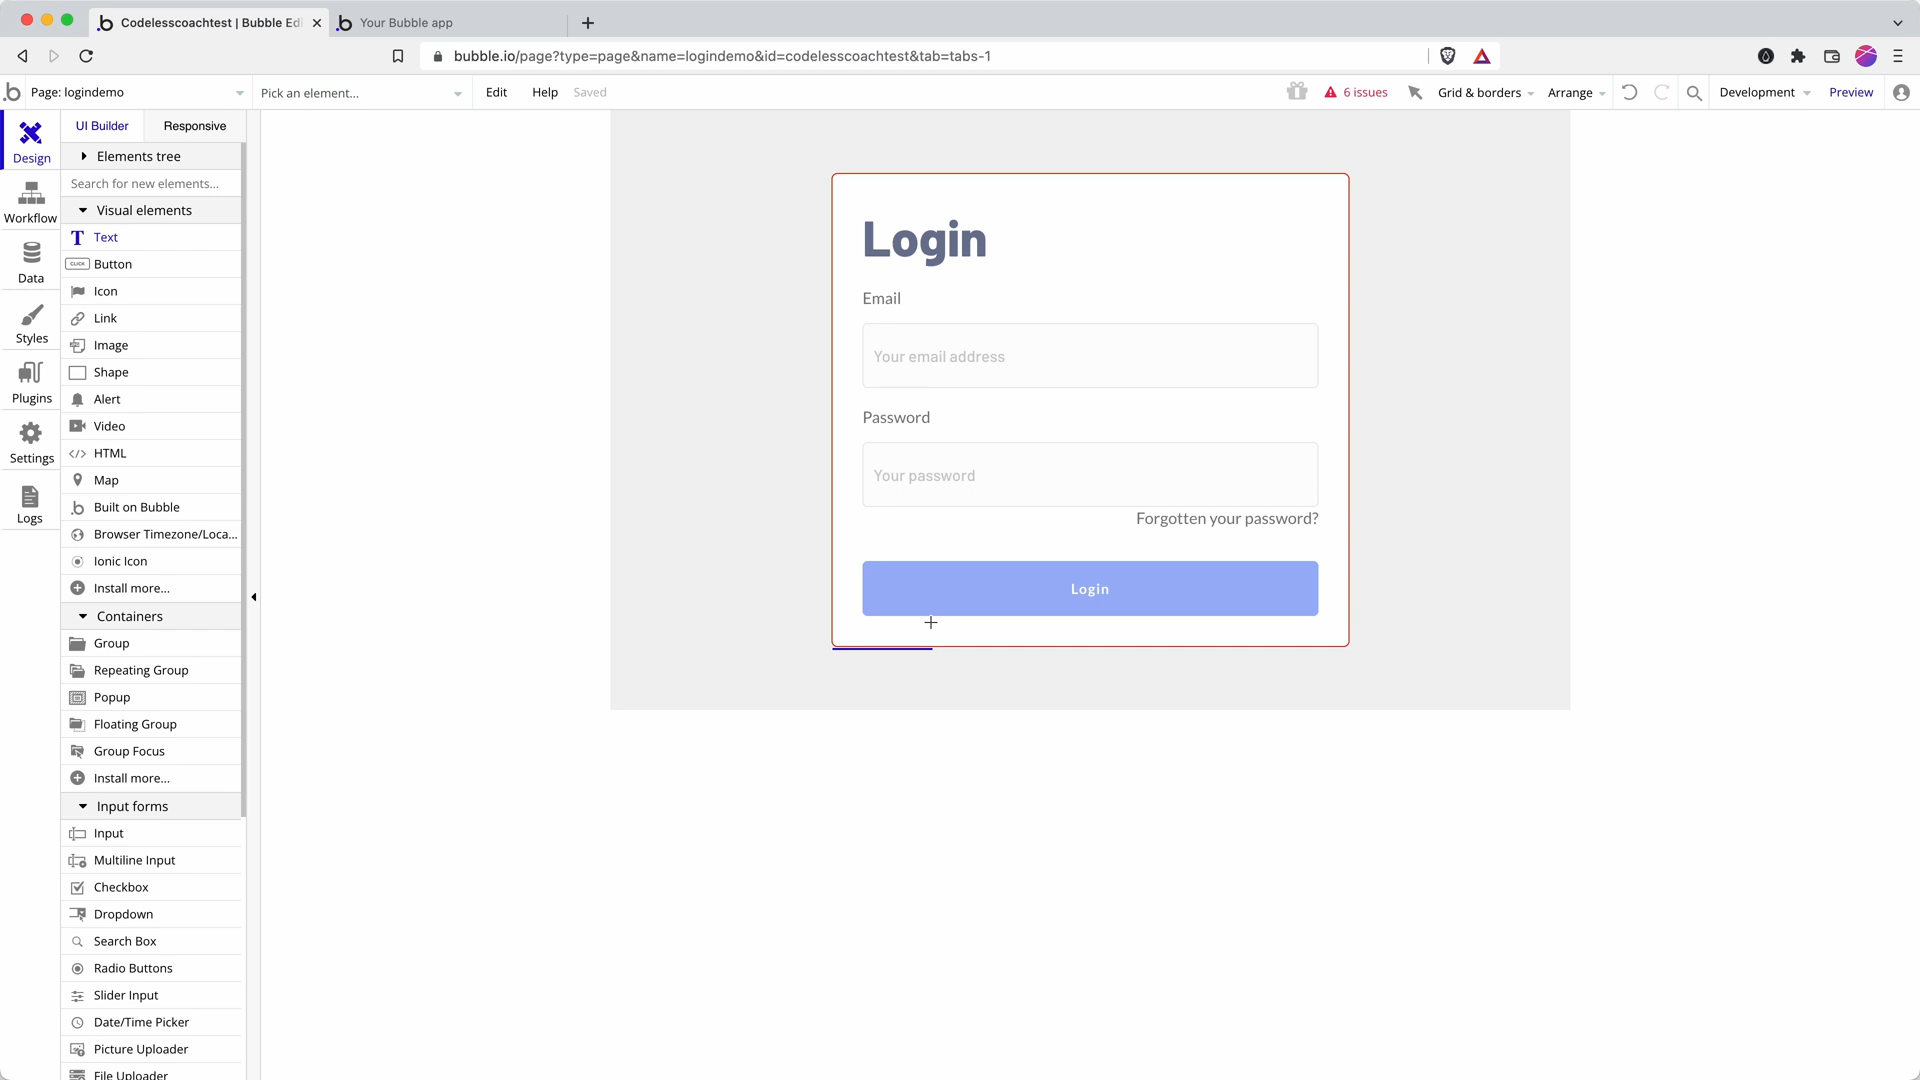 Codelesscoachtest | Bubble Edi
Your Bubble app
bubble.io/page?type=page&name=logindemo&id=codelesscoachtest&tab=tabs-1
Page: logindemo
Pick an element...
Edit
Help
Saved
6 issues
Grid & borders
Arrange
Development
Preview
Design
Workflow
Data
Styles
Plugins
Settings
Logs
UI Builder
Responsive
Elements tree
Search for new elements...
Visual elements
T Text
CLICK Button
Icon
Link
Image
Shape
Alert
Video
</> HTML
Map
Built on Bubble
Browser Timezone/Loca...
Ionic Icon
Install more...
Containers
Group
Repeating Group
Popup
Floating Group
Group Focus
Install more...
Input forms
Input
Multiline Input
Checkbox
Dropdown
Search Box
Radio Buttons
Slider Input
Date/Time Picker
Picture Uploader
File Uploader
Login
Email
Your email address
Password
Your password
Forgotten your password?
Login